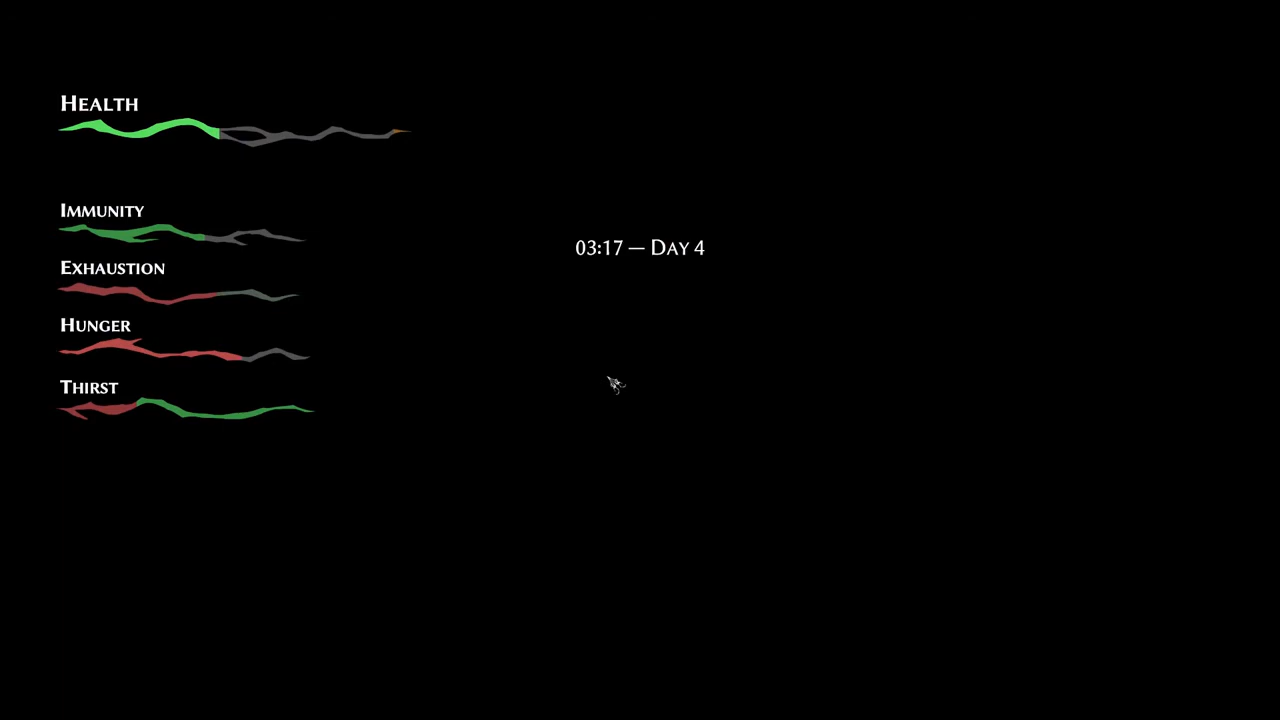 Health
Immunity
Exhaustion
Hunger
Thirst
03:17 — Day 4